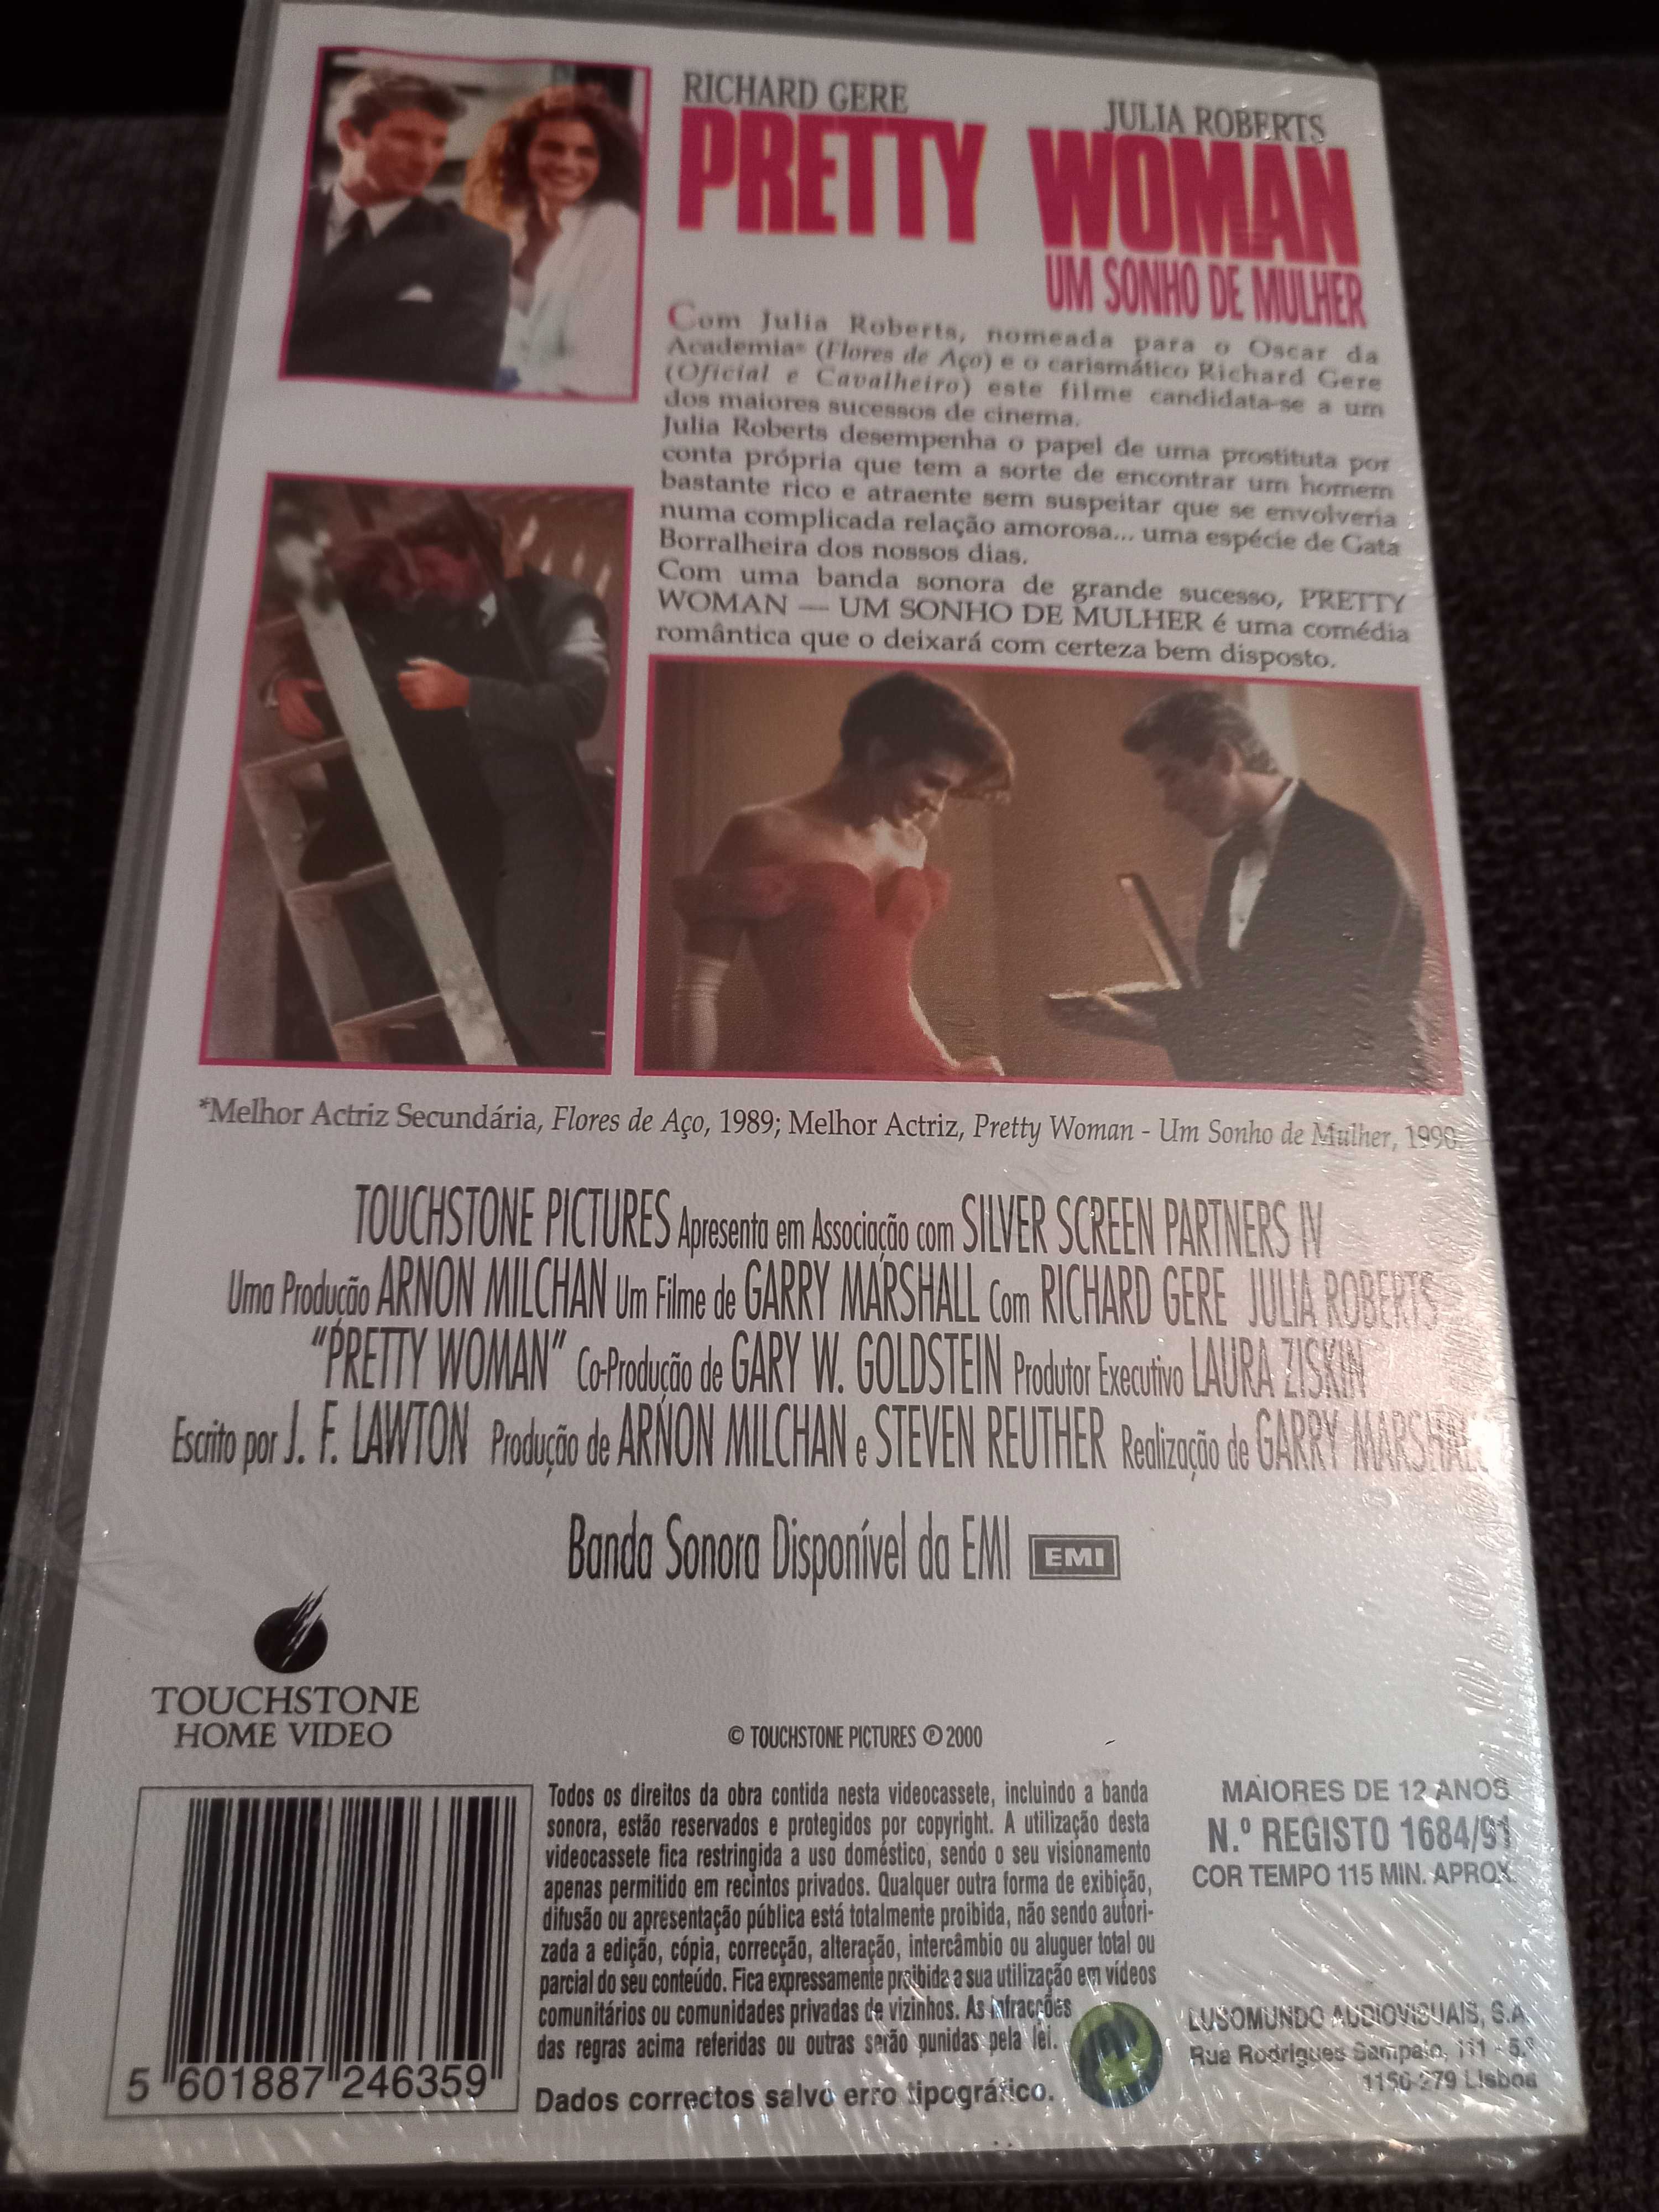 RICHARD GERE
JULIA ROBERTS
PRETTY WOMAN
UM SONHO DE MULHER
Com Julia Roberts, nomeada para o Oscar da
Academia* (Flores de Aço) e o carismático Richard Gere
(Oficial e Cavalheiro) este filme candidata-se a um
dos maiores sucessos de cinema.
Julia Roberts desempenha o papel de uma prostituta por
conta própria que tem a sorte de encontrar um homem
bastante rico e atraente sem suspeitar que se envolveria
numa complicada relação amorosa... uma espécie de Gata
Borralheira dos nossos dias.
Com uma banda sonora de grande sucesso, PRETTY
WOMAN — UM SONHO DE MULHER é uma comédia
romântica que o deixará com certeza bem disposto.
*Melhor Actriz Secundária, Flores de Aço, 1989; Melhor Actriz, Pretty Woman - Um Sonho de Mulher, 1990
TOUCHSTONE PICTURES Apresenta em Associação com SILVER SCREEN PARTNERS IV
Uma Produção ARNON MILCHAN Um Filme de GARRY MARSHALL Com RICHARD GERE JULIA ROBERTS
"PRETTY WOMAN" Co-Produção de GARY W. GOLDSTEIN Produtor Executivo LAURA ZISKIN
Escrito por J. F. LAWTON Produção de ARNON MILCHAN e STEVEN REUTHER Realização de GARRY MARSHALL
Banda Sonora Disponível da EMI EMI
TOUCHSTONE
HOME VIDEO
© TOUCHSTONE PICTURES ℗ 2000
Todos os direitos da obra contida nesta videocassete, incluindo a banda
sonora, estão reservados e protegidos por copyright. A utilização desta
videocassete fica restringida a uso doméstico, sendo o seu visionamento
apenas permitido em recintos privados. Qualquer outra forma de exibição,
difusão ou apresentação pública está totalmente proibida, não sendo autori-
zada a edição, cópia, correcção, alteração, intercâmbio ou aluguer total ou
parcial do seu conteúdo. Fica expressamente proibida a sua utilização em vídeos
comunitários ou comunidades privadas de vizinhos. As infracções
das regras acima referidas ou outras serão punidas pela lei.
Dados correctos salvo erro tipográfico.
MAIORES DE 12 ANOS
N.º REGISTO 1684/91
COR TEMPO 115 MIN. APROX.
LUSOMUNDO AUDIOVISUAIS, S.A.
Rua Rodrigues Sampaio, 111 - 5.º
1150-279 Lisboa
5 601887 246359